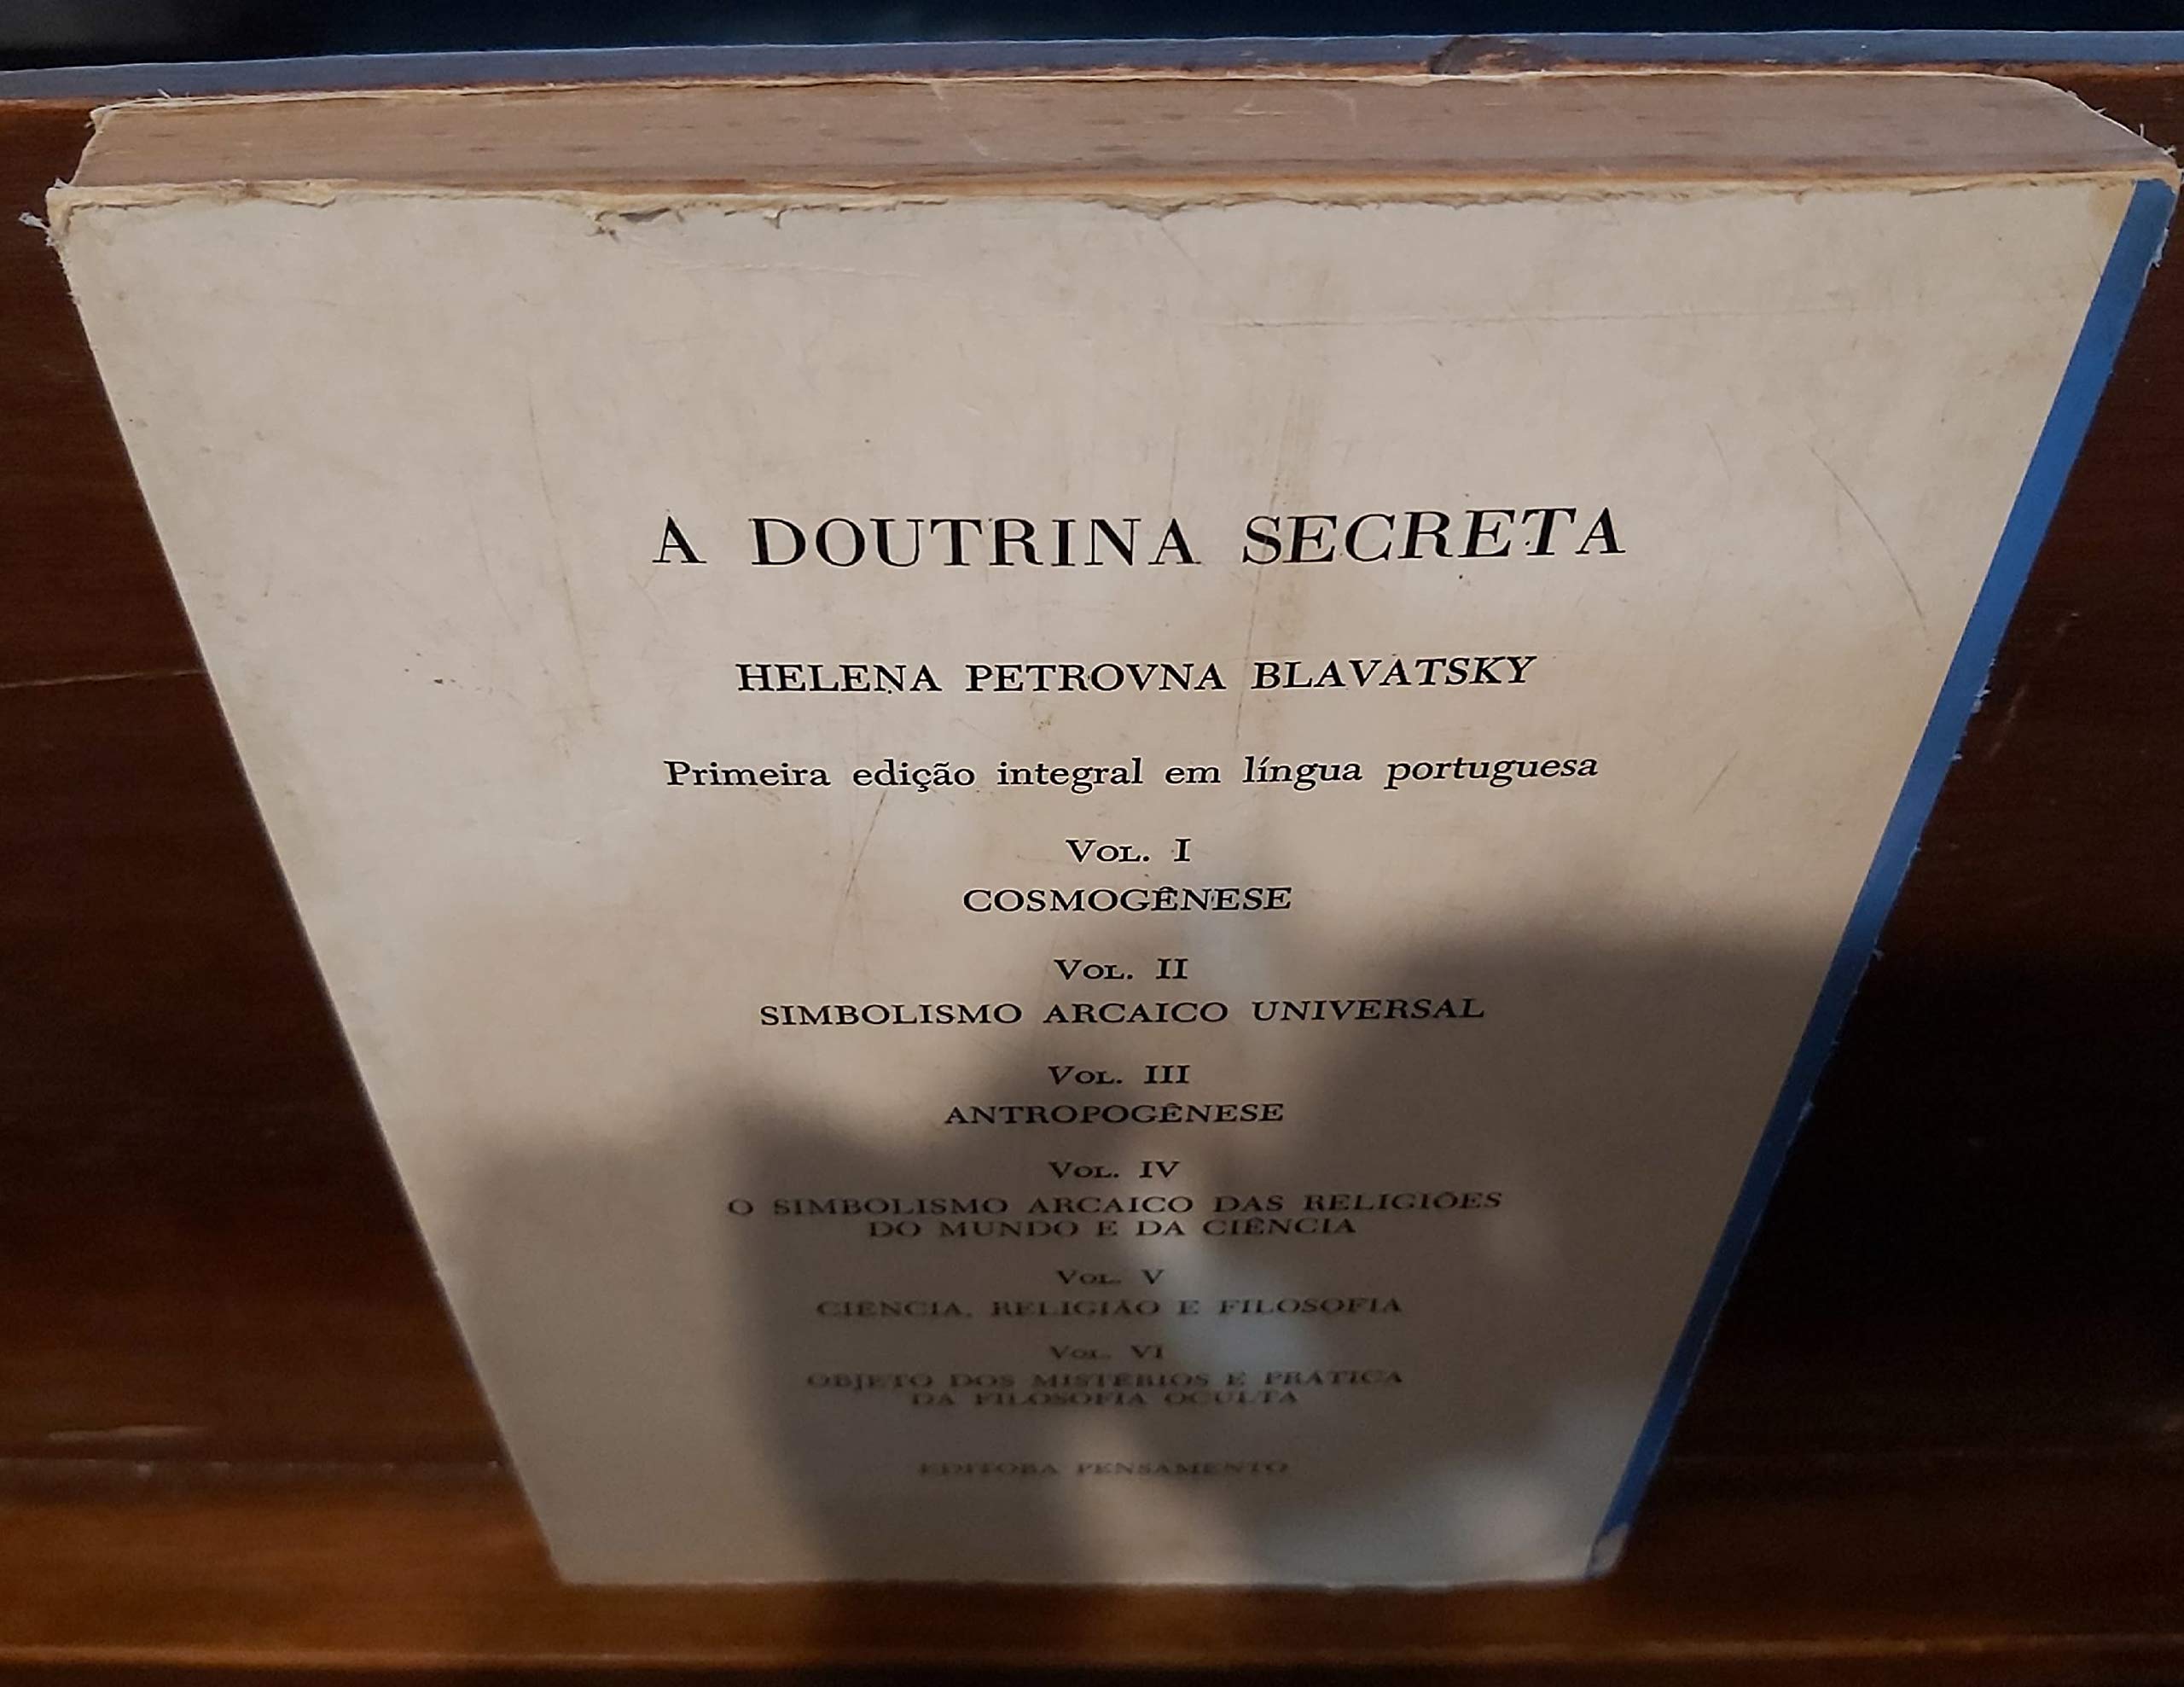 A DOUTRINA SECRETA
HELENA PETROVNA BLAVATSKY
Primeira edição integral em língua portuguesa
VOL. I
COSMOGÊNESE
VOL. II
SIMBOLISMO ARCAICO UNIVERSAL
VOL. III
ANTROPOGÊNESE
VOL. IV
O SIMBOLISMO ARCAICO DAS RELIGIÕES
DO MUNDO E DA CIÊNCIA
VOL. V
CIÊNCIA, RELIGIÃO E FILOSOFIA
VOL. VI
OBJETO DOS MISTÉRIOS E PRÁTICA
DA FILOSOFIA OCULTA
EDITORA PENSAMENTO